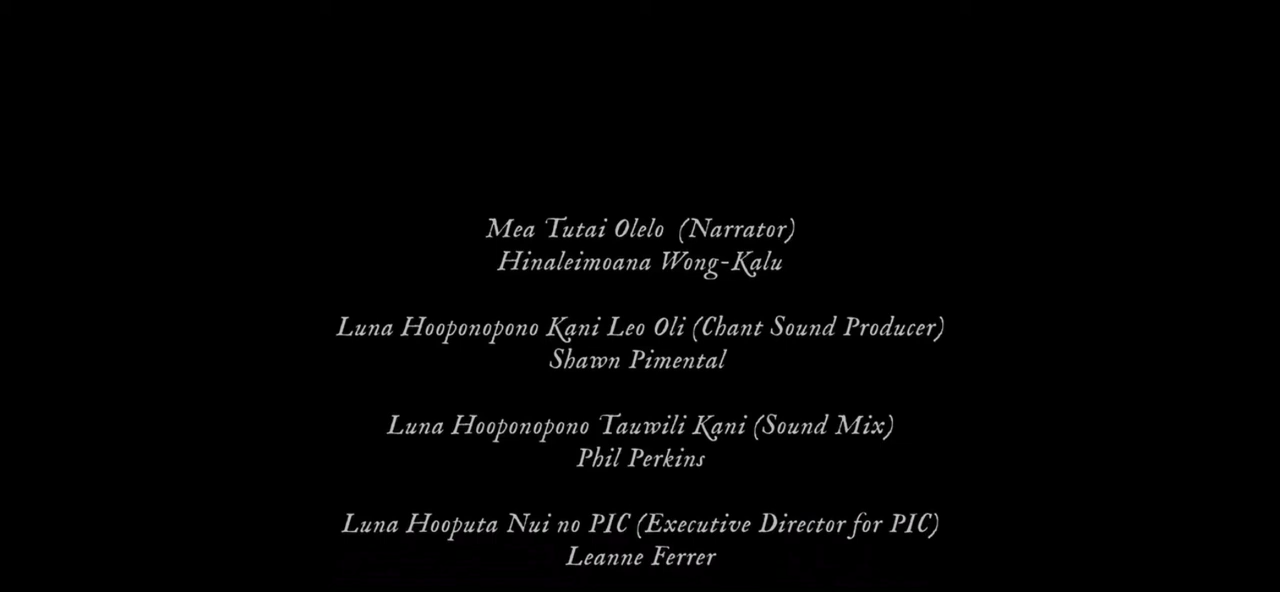 Mea Tutai Olelo (Narrator)
Hinaleimoana Wong-Kalu
Luna Hooponopono Kani Leo Oli (Chant Sound Producer)
Shawn Pimental
Luna Hooponopono Tauwili Kani (Sound Mix)
Phil Perkins
Luna Hooputa Nui no PIC (Executive Director for PIC)
Leanne Ferrer